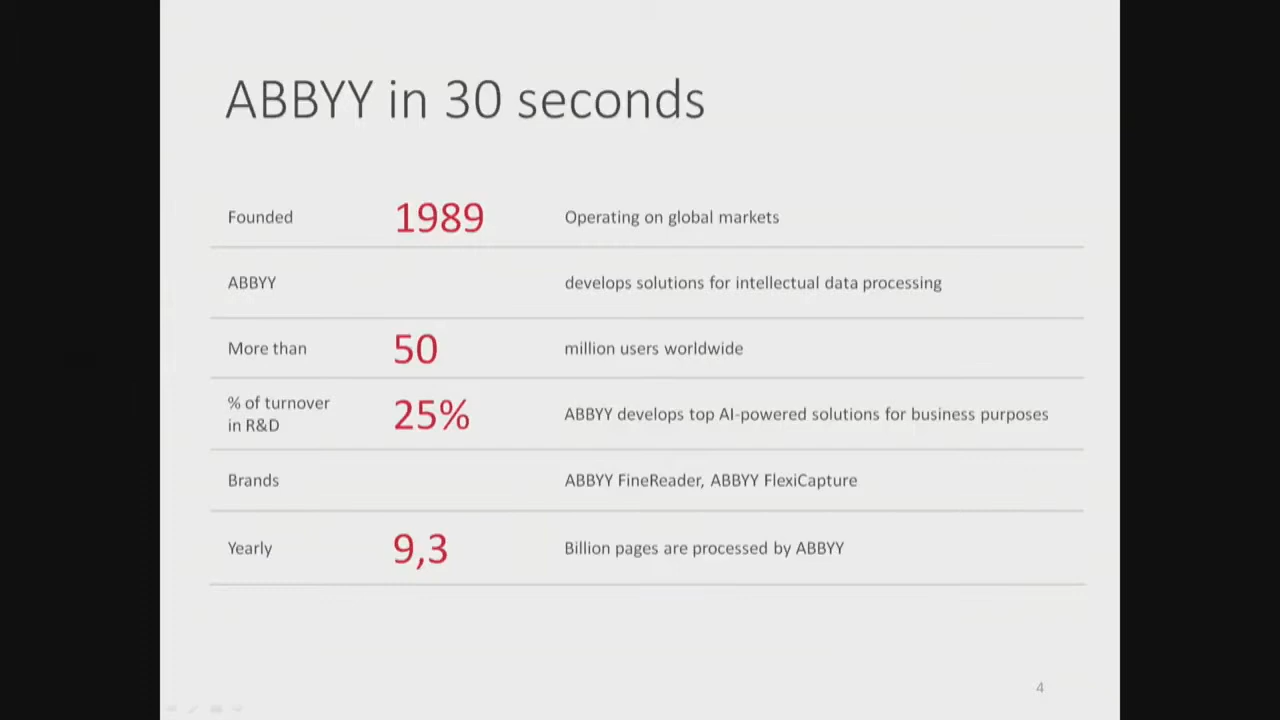 ABBYY in 30 seconds
Founded 1989 Operating on global markets
ABBYY develops solutions for intellectual data processing
More than 50 million users worldwide
% of turnover
in R&D 25% ABBYY develops top AI-powered solutions for business purposes
Brands ABBYY FineReader, ABBYY FlexiCapture
Yearly 9,3 Billion pages are processed by ABBYY
4